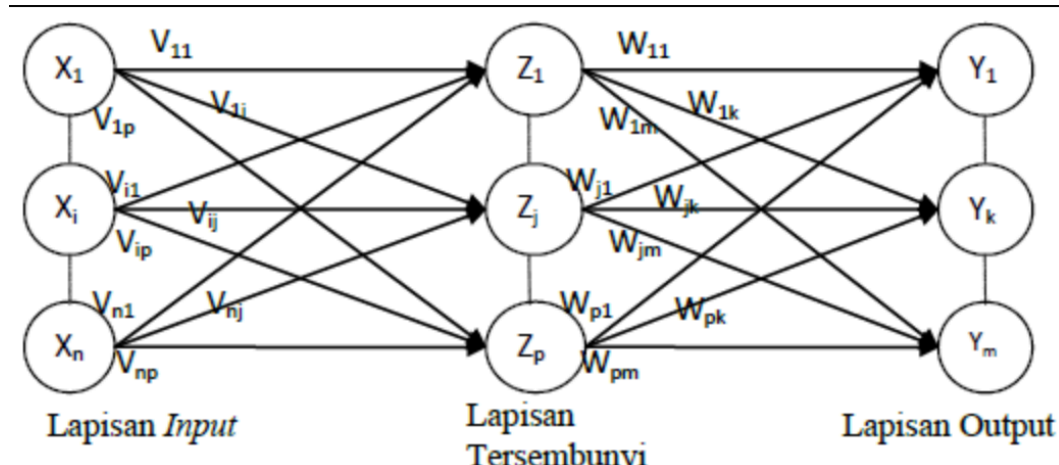 V11
W11
X1
Z1
Y1
V1j
V1p
W1k
W1m
Vi1
Wj1
Xi
Vij
Zj
Wjk
Yk
Vip
Wjm
Vn1
Vnj
Wp1
Wpk
Xn
Zp
Ym
Vnp
Wpm
Lapisan Input
Lapisan
Tersembunyi
Lapisan Output